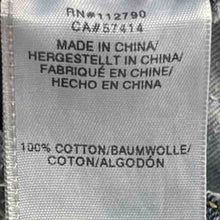 RN#112790
CA#57414
MADE IN CHINA/
HERGESTELLT IN CHINA/
FABRIQUÉ EN CHINE/
HECHO EN CHINA
100% COTTON/BAUMWOLLE/
COTON/ALGODÓN